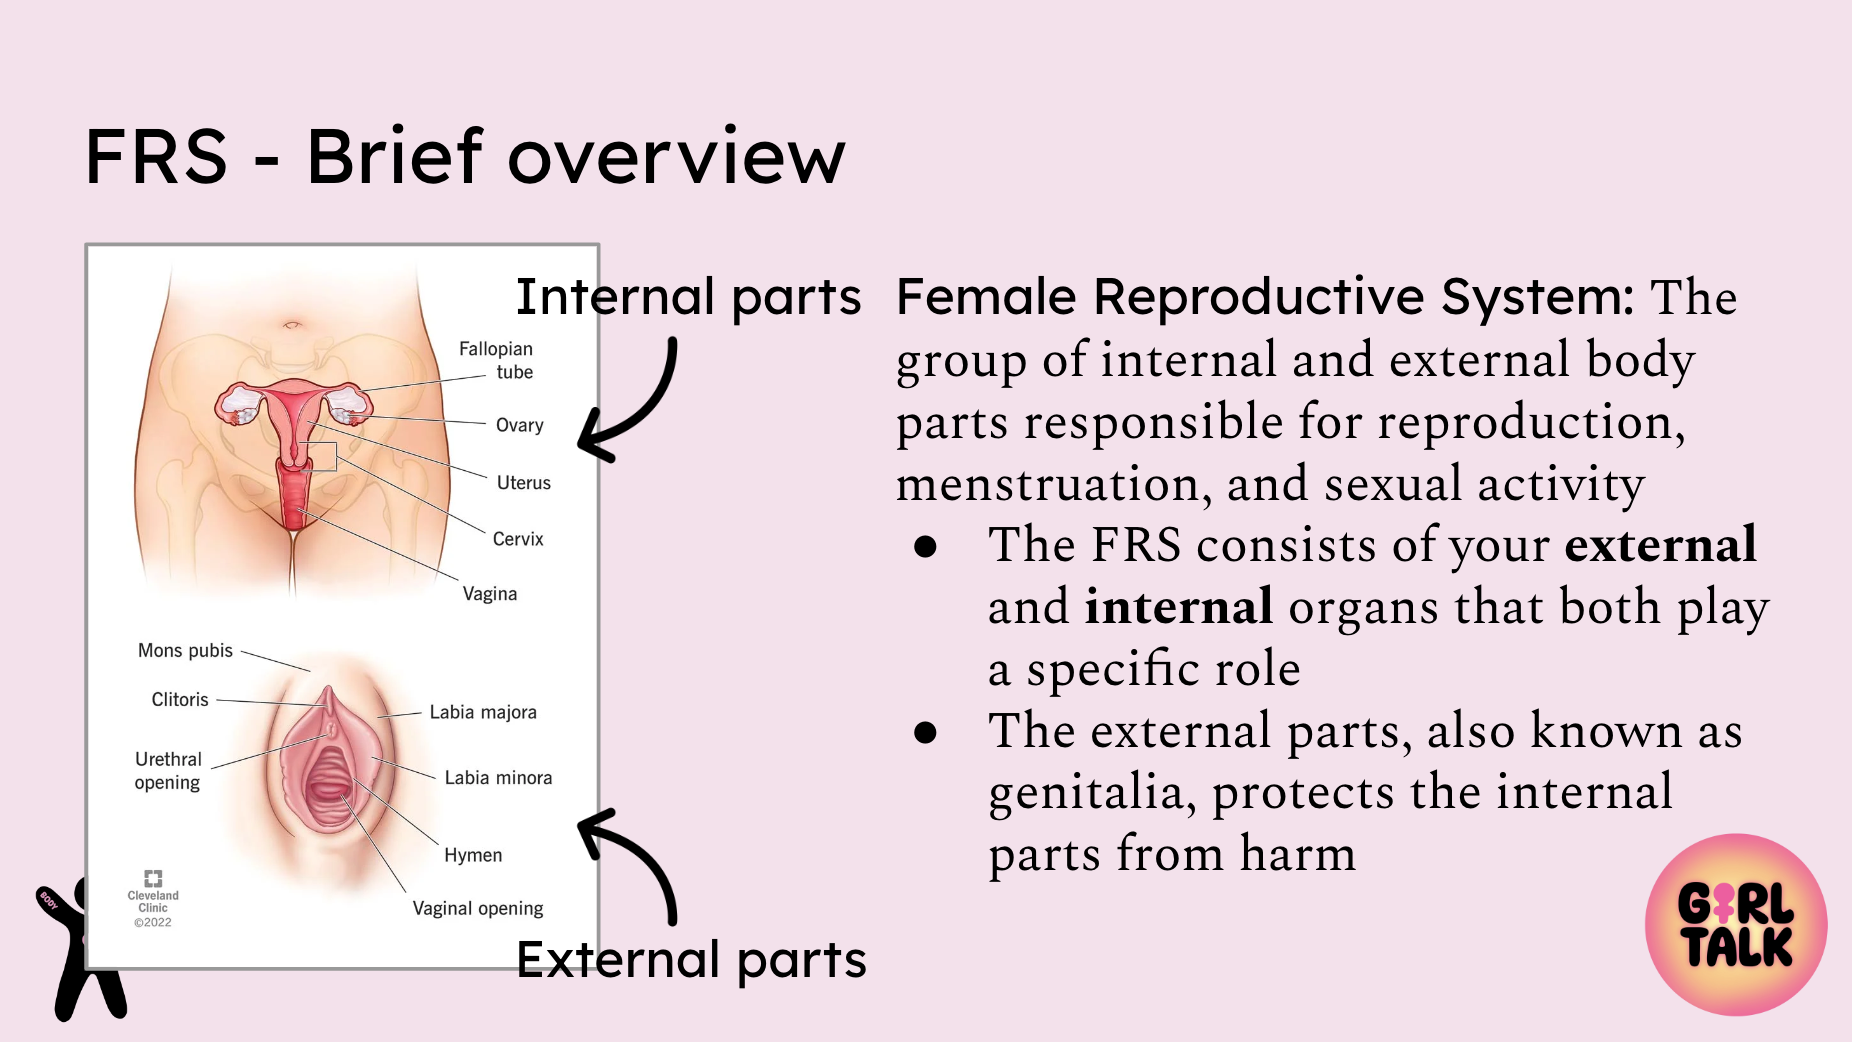 FRS - Brief overview
Internal parts
Fallopian
tube
Ovary
Uterus
Cervix
Vagina
Mons pubis
Clitoris
Urethral
opening
Labia majora
Labia minora
Hymen
Vaginal opening
Cleveland
Clinic
©2022
BODY
External parts
Female Reproductive System: The
group of internal and external body
parts responsible for reproduction,
menstruation, and sexual activity
● The FRS consists of your external
and internal organs that both play
a specific role
● The external parts, also known as
genitalia, protects the internal
parts from harm
GIRL
TALK